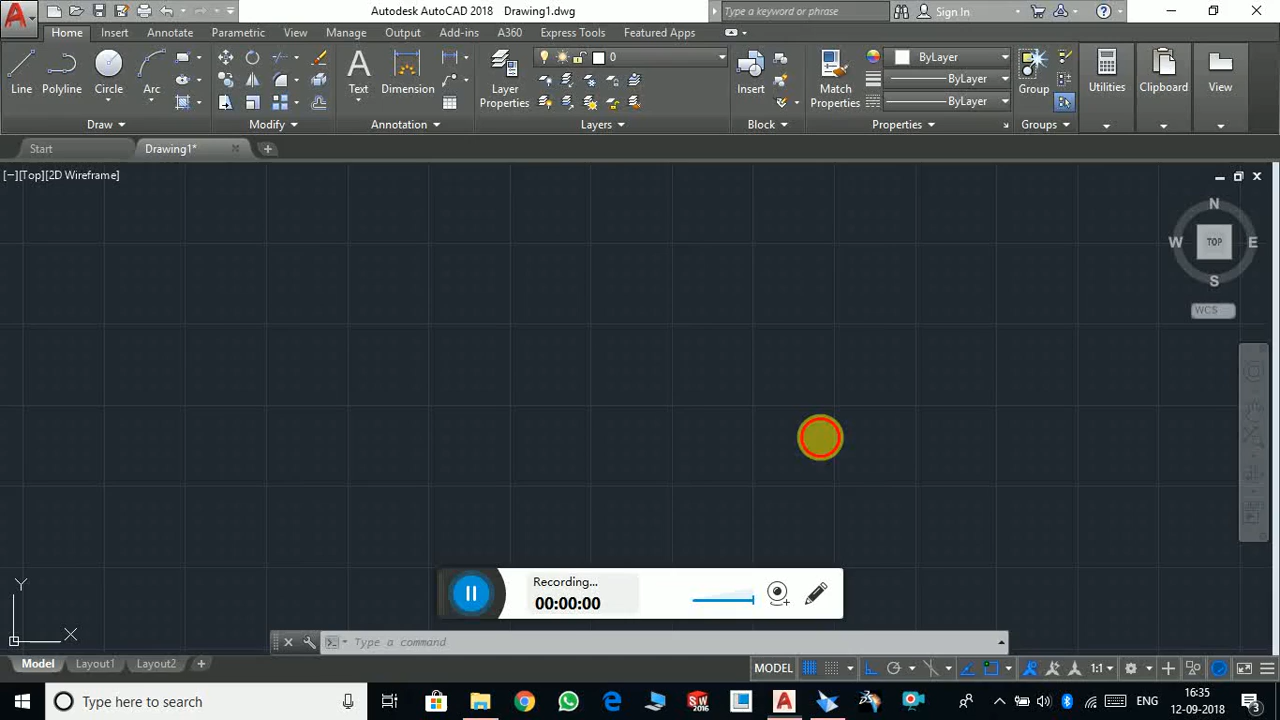 A Autodesk AutoCAD 2018 Drawing1.dwg Type a keyword or phrase Sign In ?
Home Insert Annotate Parametric View Manage Output Add-ins A360 Express Tools Featured Apps
Line Polyline Circle Arc A Text Dimension Layer Properties 0 Insert Match Properties ByLayer ByLayer ByLayer Group Utilities Clipboard View
Draw Modify Annotation Layers Block Properties Groups
Start Drawing1*
[−][Top][2D Wireframe]
N
W TOP E
S
WCS
Recording...
00:00:00
Y
X
Type a command
Model Layout1 Layout2 + MODEL 1:1
Type here to search SW 2016 A ENG 16:35 12-09-2018 3